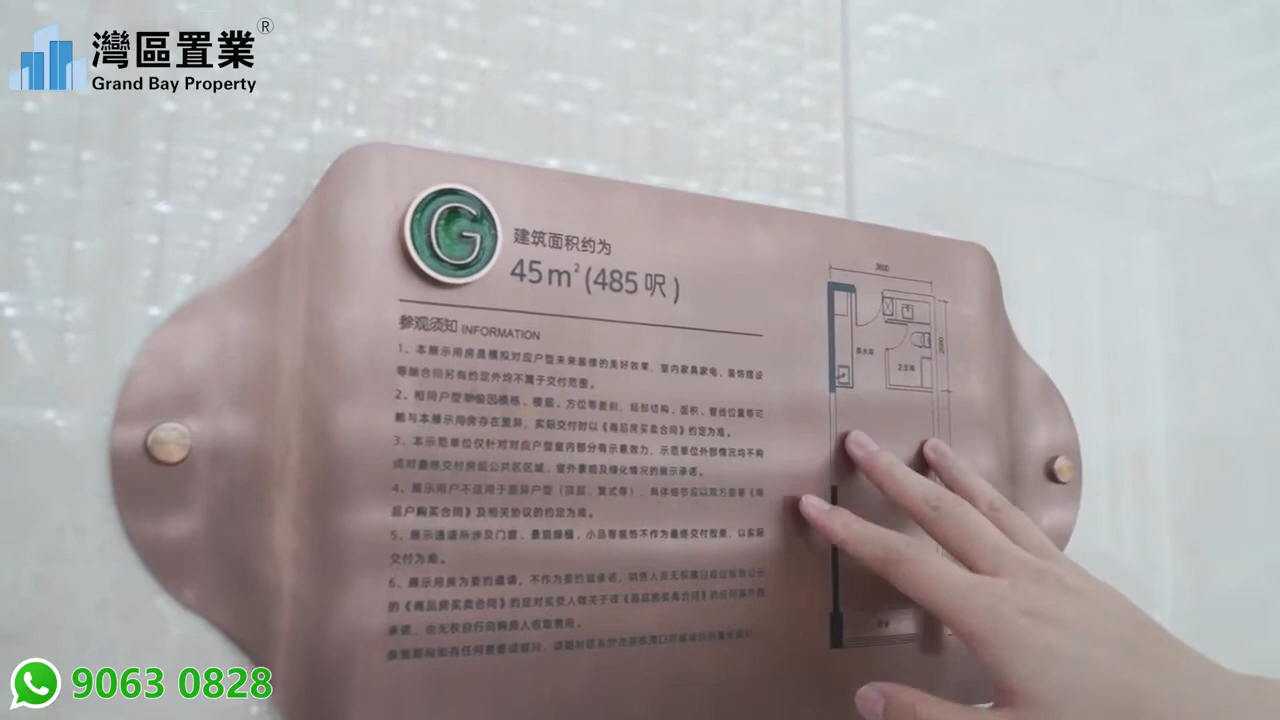 灣區置業®
Grand Bay Property
G
建筑面积约为
45m²(485呎)
参观须知 INFORMATION
1、本展示用房是模拟对应户型未来装修的美好效果，室内家具家电、装饰摆设
等除合同另有约定外均不属于交付范围。
2、相同户型单位因楼栋、楼层、方位等差别，局部结构、面积、管线位置等可
能与本展示用房存在差异，实际交付时以《商品房买卖合同》约定为准。
3、本示范单位仅针对对应户型室内部分有示意效力，示范单位外部情况均不构
成对最终交付房屋公共区区域，室外景观及绿化情况的展示承诺。
4、展示用户不适用于差异户型（顶层、复式等），具体细节应以双方签署《商
品户购买合同》及相关协议的约定为准。
5、展示通道所涉及门窗、景观绿植，小品等装饰不作为最终交付效果，以实际
交付为准。
6、展示用房为要约邀请，不作为要约或承诺，销售人员无权擅自
的《商品房买卖合同》约定对买受人做关于该《商品房买卖合同》的任何
承诺，也无权自行向购房人收取费用。
3600
卫生间
9063 0828